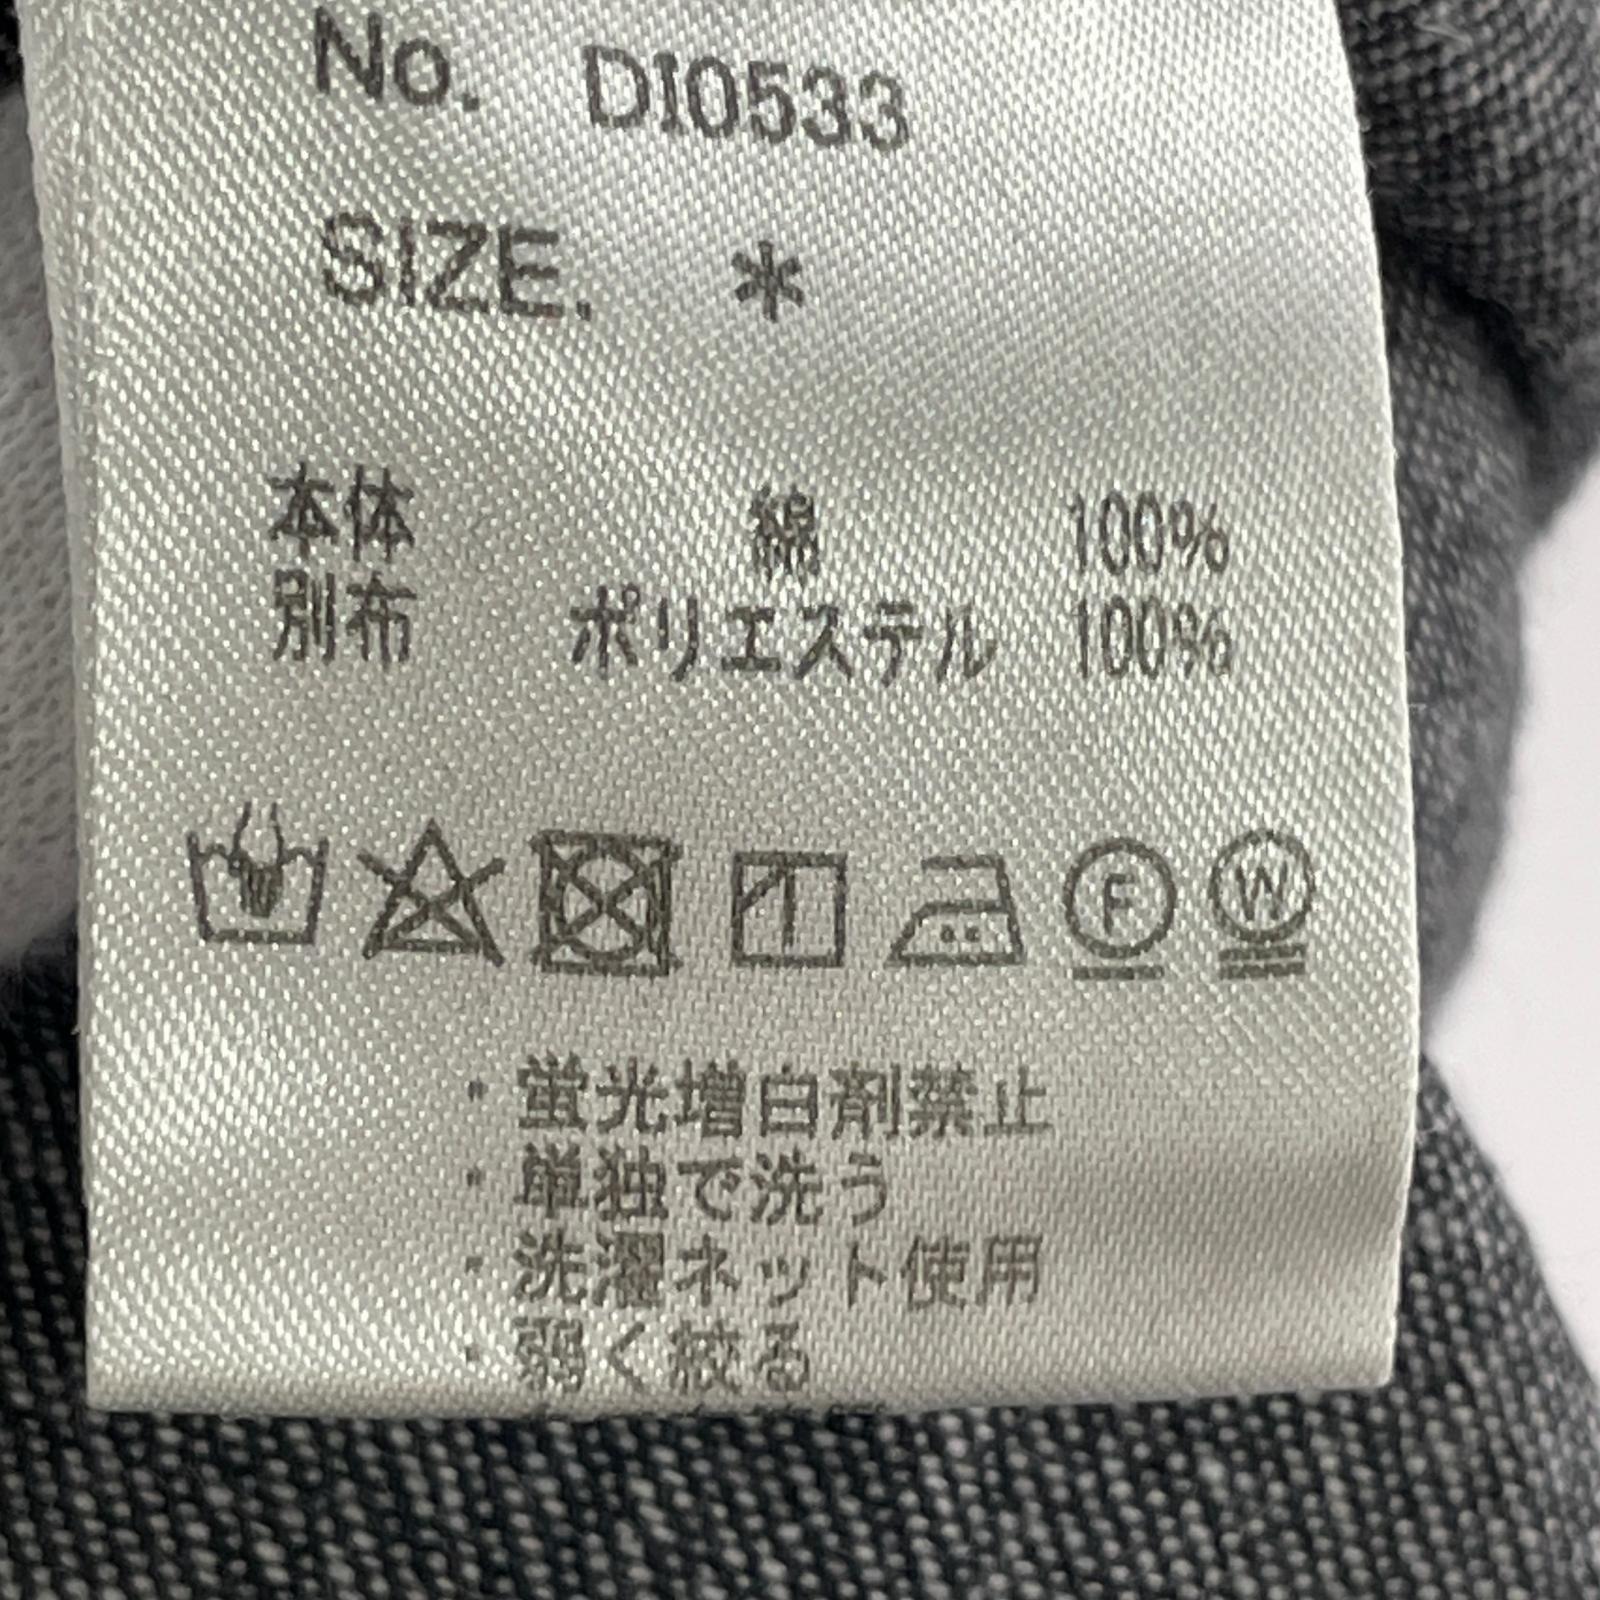 No. DI0533
SIZE. *
本体 綿 100%
別布 ポリエステル 100%
F W
・蛍光増白剤禁止
・単独で洗う
・洗濯ネット使用
・弱く絞る